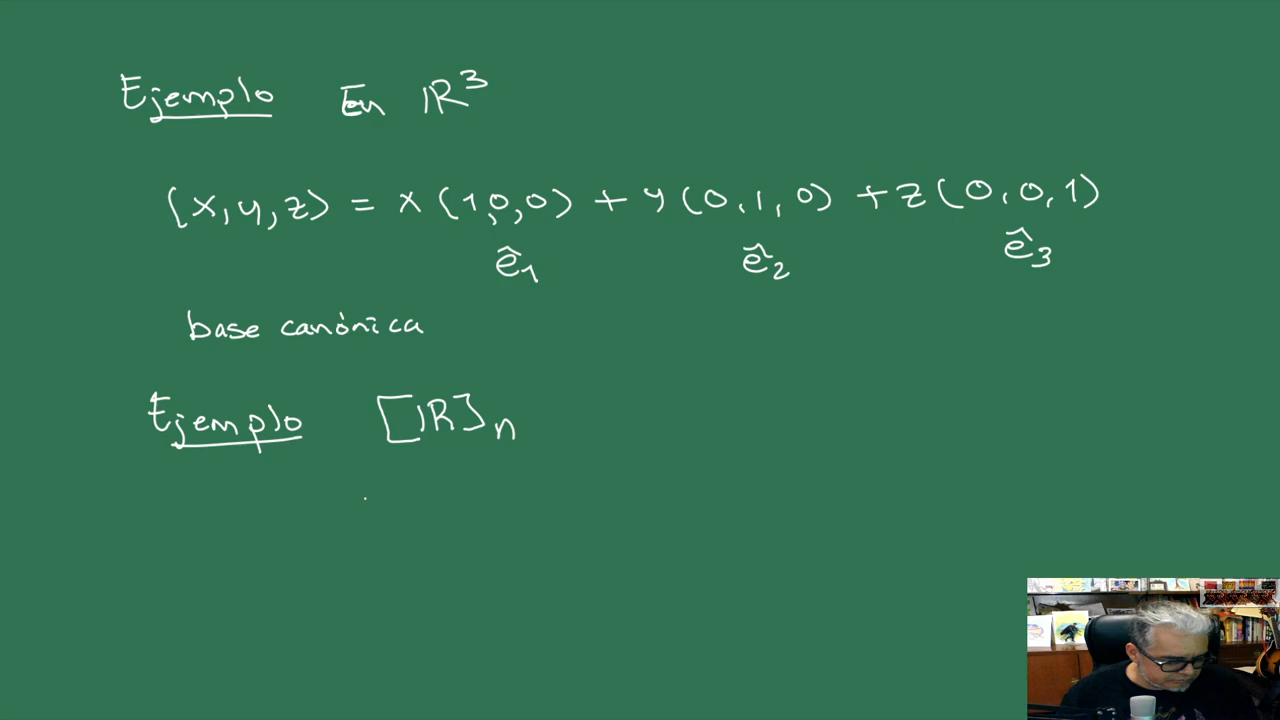 Ejemplo En ℝ³
(x,y,z) = x(1,0,0) + y(0,1,0) + z(0,0,1)
ê₁ ê₂ ê₃
base canónica
Ejemplo [ℝ]ₙ